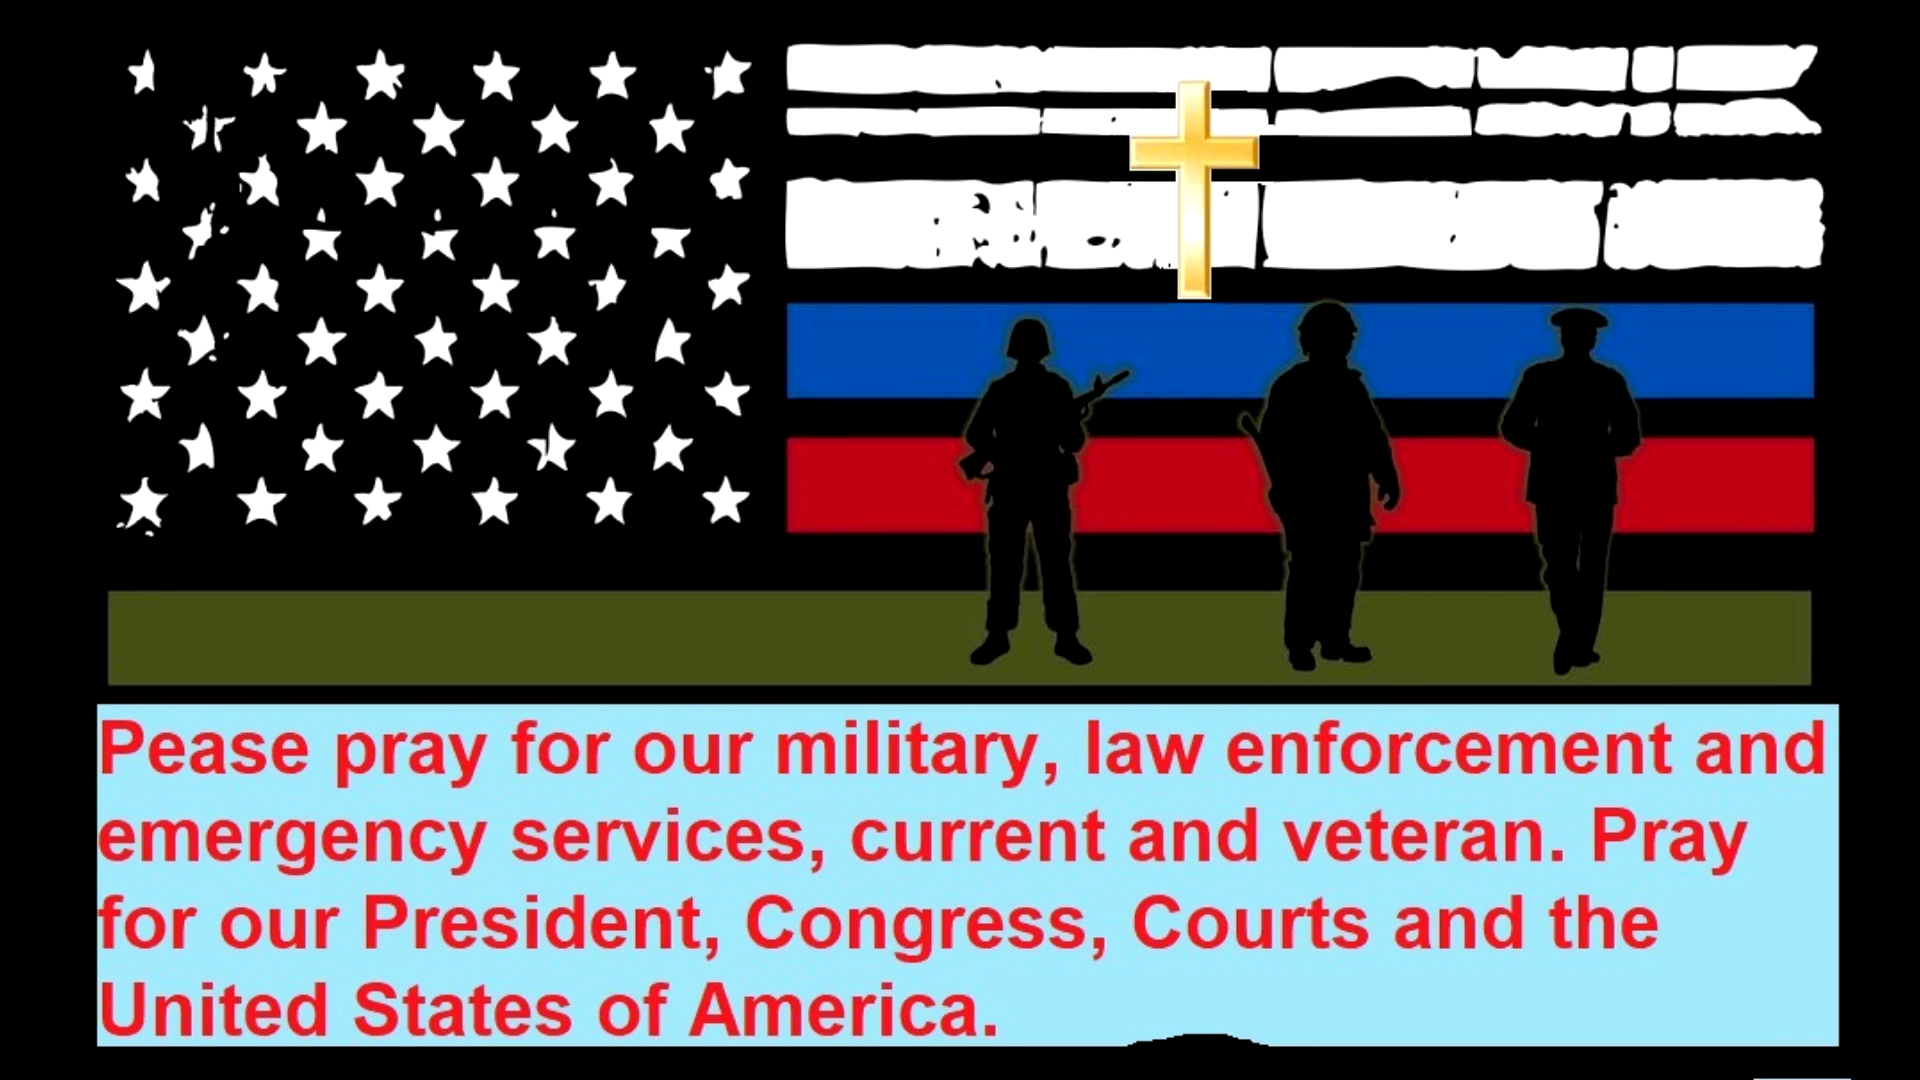 Pease pray for our military, law enforcement and
emergency services, current and veteran. Pray
for our President, Congress, Courts and the
United States of America.